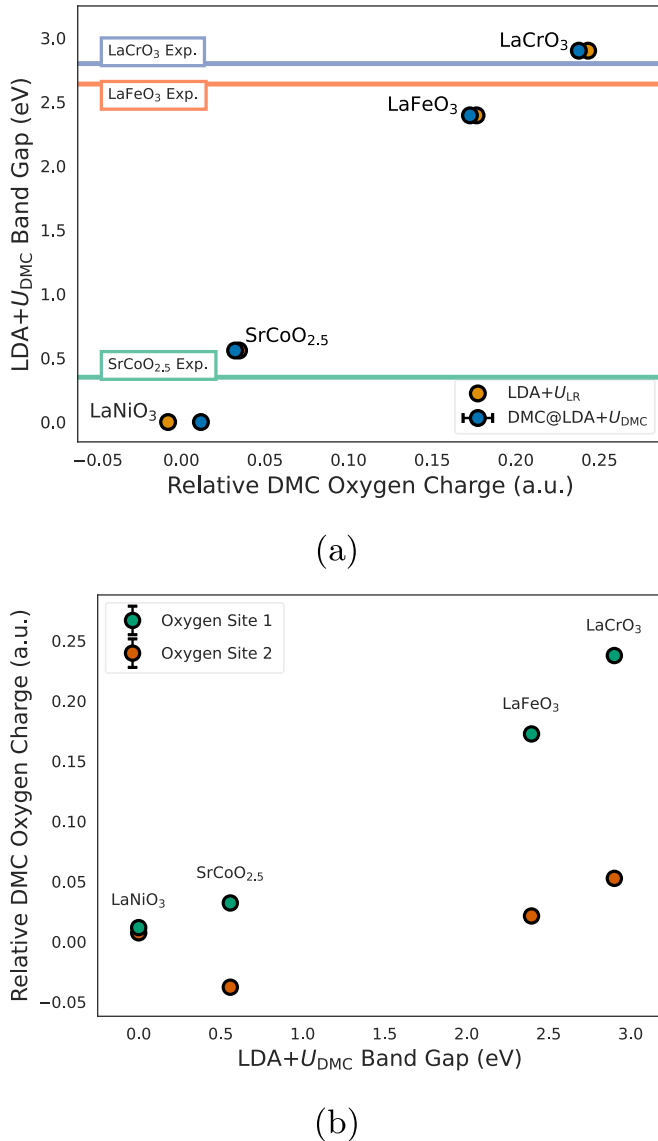 3.0
2.5
2.0
1.5
1.0
0.5
0.0
LDA+U_DMC Band Gap (eV)
LaCrO₃ Exp.
LaFeO₃ Exp.
SrCoO₂.₅ Exp.
LaCrO₃
LaFeO₃
SrCoO₂.₅
LaNiO₃
LDA+U_LR
DMC@LDA+U_DMC
−0.05 0.00 0.05 0.10 0.15 0.20 0.25
Relative DMC Oxygen Charge (a.u.)
(a)
Oxygen Site 1
Oxygen Site 2
0.25
0.20
0.15
0.10
0.05
0.00
−0.05
Relative DMC Oxygen Charge (a.u.)
LaCrO₃
LaFeO₃
SrCoO₂.₅
LaNiO₃
0.0 0.5 1.0 1.5 2.0 2.5 3.0
LDA+U_DMC Band Gap (eV)
(b)